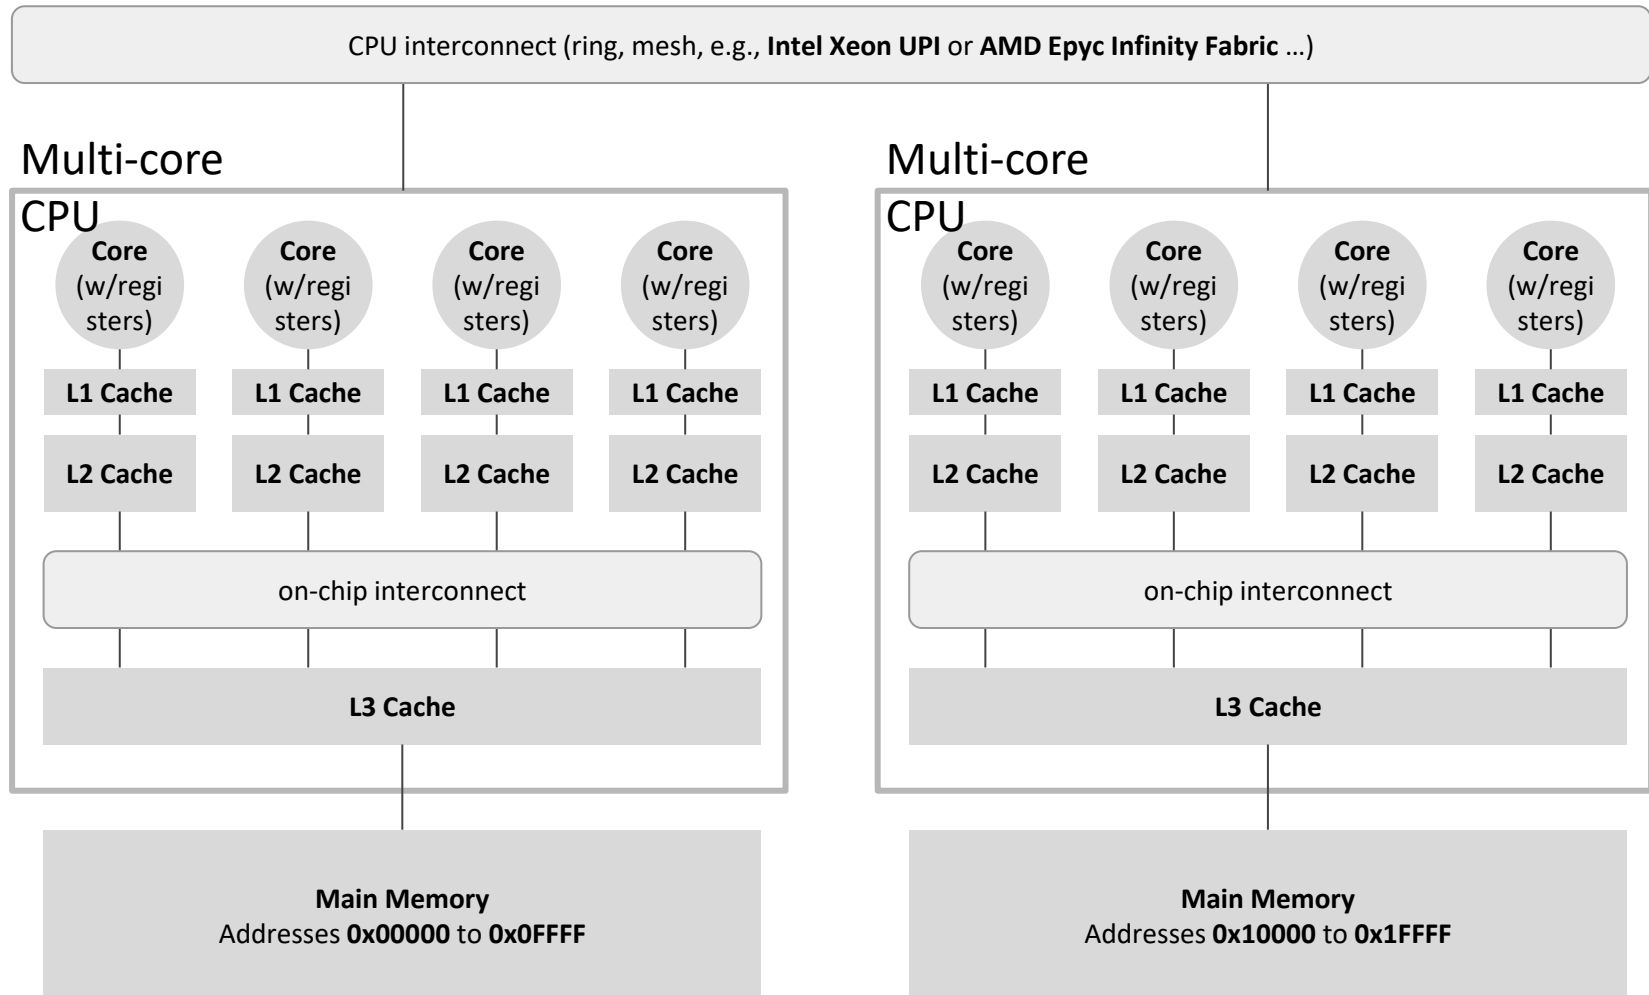 CPU interconnect (ring, mesh, e.g., Intel Xeon UPI or AMD Epyc Infinity Fabric ...)
Multi-core
CPU
Core
(w/regi
sters)
Core
(w/regi
sters)
Core
(w/regi
sters)
Core
(w/regi
sters)
L1 Cache
L1 Cache
L1 Cache
L1 Cache
L2 Cache
L2 Cache
L2 Cache
L2 Cache
on-chip interconnect
L3 Cache
Main Memory
Addresses 0x00000 to 0x0FFFF
Multi-core
CPU
Core
(w/regi
sters)
Core
(w/regi
sters)
Core
(w/regi
sters)
Core
(w/regi
sters)
L1 Cache
L1 Cache
L1 Cache
L1 Cache
L2 Cache
L2 Cache
L2 Cache
L2 Cache
on-chip interconnect
L3 Cache
Main Memory
Addresses 0x10000 to 0x1FFFF